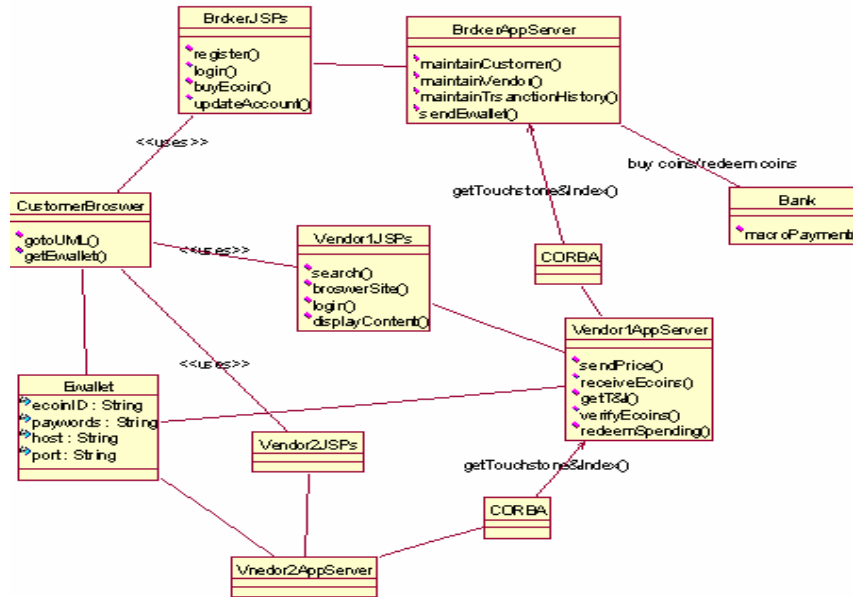 BrokerJSPs
register()
login()
buyEcoin()
updateAccount()
BrokerAppServer
maintainCustomer()
maintainVendor()
maintainTrsanctionHistory()
sendEwallet()
<<uses>>
buy coins/redeem coins
getTouchstone&Index()
CustomerBroswer
gotoUML()
getEwallet()
<<uses>>
Vendor1JSPs
search()
broswerSite()
login()
displayContent()
CORBA
Bank
macroPayment
Vendor1AppServer
sendPrice()
receiveEcoins()
getT&I()
verifyEcoins()
redeemSpending()
<<uses>>
Ewallet
ecoinID : String
paywords : String
host : String
port : String
Vendor2JSPs
getTouchstone&Index()
CORBA
Vnedor2AppServer